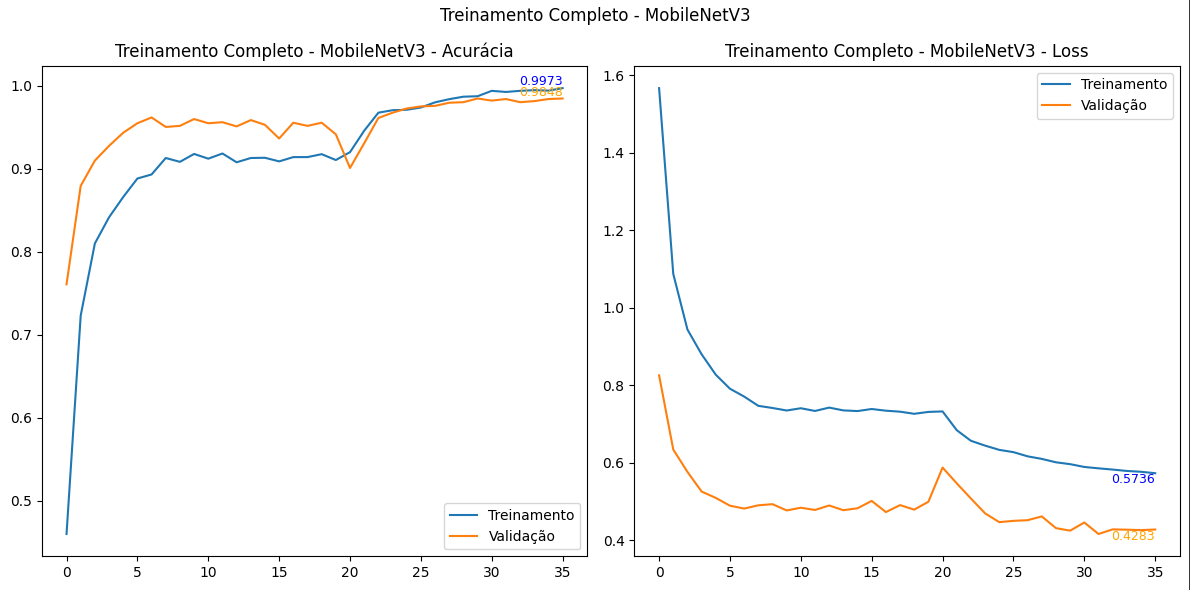 Treinamento Completo - MobileNetV3
Treinamento Completo - MobileNetV3 - Acurácia
1.0
0.9
0.8
0.7
0.6
0.5
0.9973
0.9848
Treinamento
Validação
0 5 10 15 20 25 30 35
Treinamento Completo - MobileNetV3 - Loss
1.6
1.4
1.2
1.0
0.8
0.6
0.4
Treinamento
Validação
0.5736
0.4283
0 5 10 15 20 25 30 35